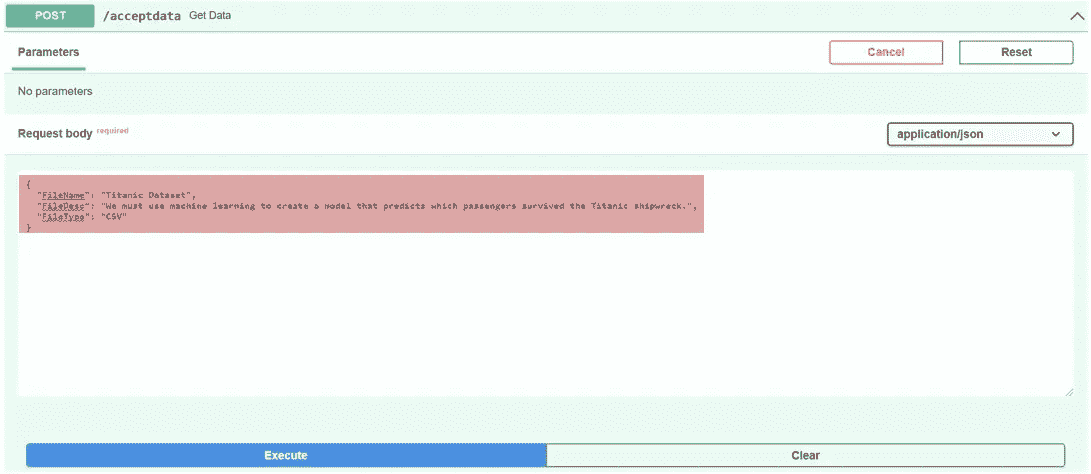 POST /acceptdata Get Data
Parameters Cancel Reset
No parameters
Request body required application/json
{
"FileName": "Titanic Dataset",
"FileDesc": "We must use machine learning to create a model that predicts which passengers survived the Titanic shipwreck.",
"FileType": "CSV"
}
Execute Clear